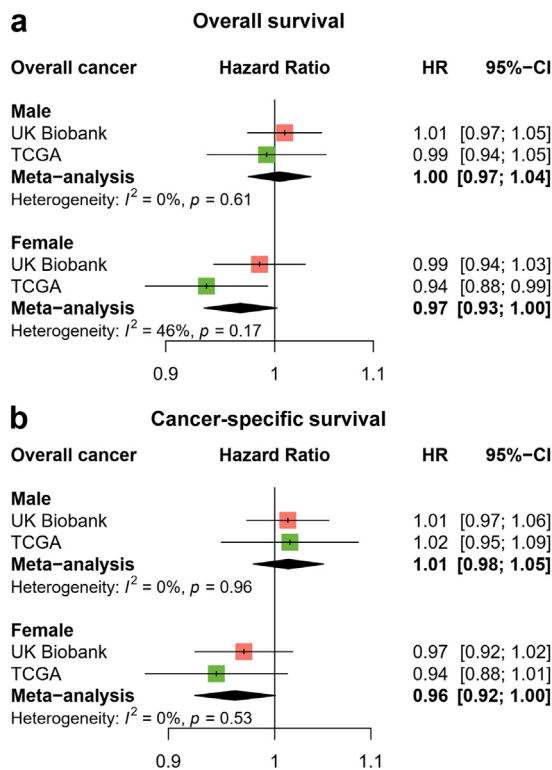 a
Overall survival
Overall cancer Hazard Ratio HR 95%−CI
Male
UK Biobank 1.01 [0.97; 1.05]
TCGA 0.99 [0.94; 1.05]
Meta−analysis 1.00 [0.97; 1.04]
Heterogeneity: I² = 0%, p = 0.61
Female
UK Biobank 0.99 [0.94; 1.03]
TCGA 0.94 [0.88; 0.99]
Meta−analysis 0.97 [0.93; 1.00]
Heterogeneity: I² = 46%, p = 0.17
0.9 1 1.1
b
Cancer-specific survival
Overall cancer Hazard Ratio HR 95%−CI
Male
UK Biobank 1.01 [0.97; 1.06]
TCGA 1.02 [0.95; 1.09]
Meta−analysis 1.01 [0.98; 1.05]
Heterogeneity: I² = 0%, p = 0.96
Female
UK Biobank 0.97 [0.92; 1.02]
TCGA 0.94 [0.88; 1.01]
Meta−analysis 0.96 [0.92; 1.00]
Heterogeneity: I² = 0%, p = 0.53
0.9 1 1.1